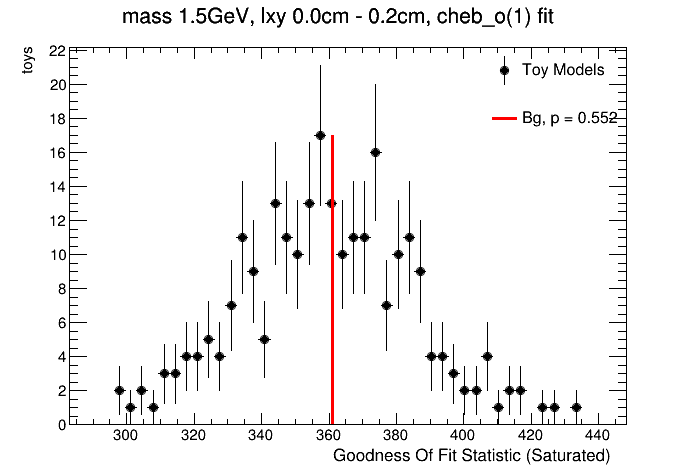 mass 1.5GeV, lxy 0.0cm - 0.2cm, cheb_o(1) fit
toys
22
20
18
16
14
12
10
8
6
4
2
0
Toy Models
Bg, p = 0.552
300 320 340 360 380 400 420 440
Goodness Of Fit Statistic (Saturated)